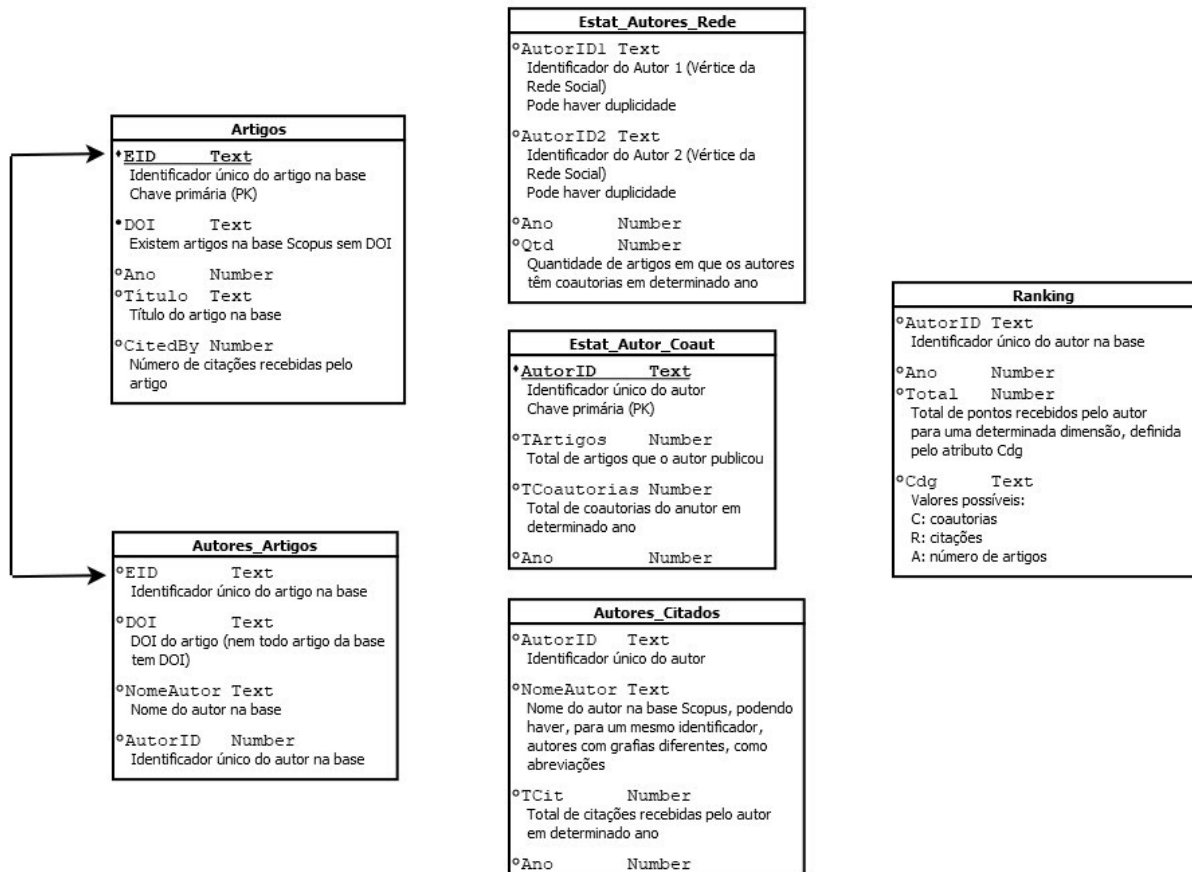 Artigos
EID Text
Identificador único do artigo na base
Chave primária (PK)
DOI Text
Existem artigos na base Scopus sem DOI
Ano Number
Título Text
Título do artigo na base
CitedBy Number
Número de citações recebidas pelo
artigo
Autores_Artigos
EID Text
Identificador único do artigo na base
DOI Text
DOI do artigo (nem todo artigo da base
tem DOI)
NomeAutor Text
Nome do autor na base
AutorID Number
Identificador único do autor na base
Estat_Autores_Rede
AutorID1 Text
Identificador do Autor 1 (Vértice da
Rede Social)
Pode haver duplicidade
AutorID2 Text
Identificador do Autor 2 (Vértice da
Rede Social)
Pode haver duplicidade
Ano Number
Qtd Number
Quantidade de artigos em que os autores
têm coautorias em determinado ano
Estat_Autor_Coaut
AutorID Text
Identificador único do autor
Chave primária (PK)
TArtigos Number
Total de artigos que o autor publicou
TCoautorias Number
Total de coautorias do anutor em
determinado ano
Ano Number
Autores_Citados
AutorID Text
Identificador único do autor
NomeAutor Text
Nome do autor na base Scopus, podendo
haver, para um mesmo identificador,
autores com grafias diferentes, como
abreviações
TCit Number
Total de citações recebidas pelo autor
em determinado ano
Ano Number
Ranking
AutorID Text
Identificador único do autor na base
Ano Number
Total Number
Total de pontos recebidos pelo autor
para uma determinada dimensão, definida
pelo atributo Cdg
Cdg Text
Valores possíveis:
C: coautorias
R: citações
A: número de artigos